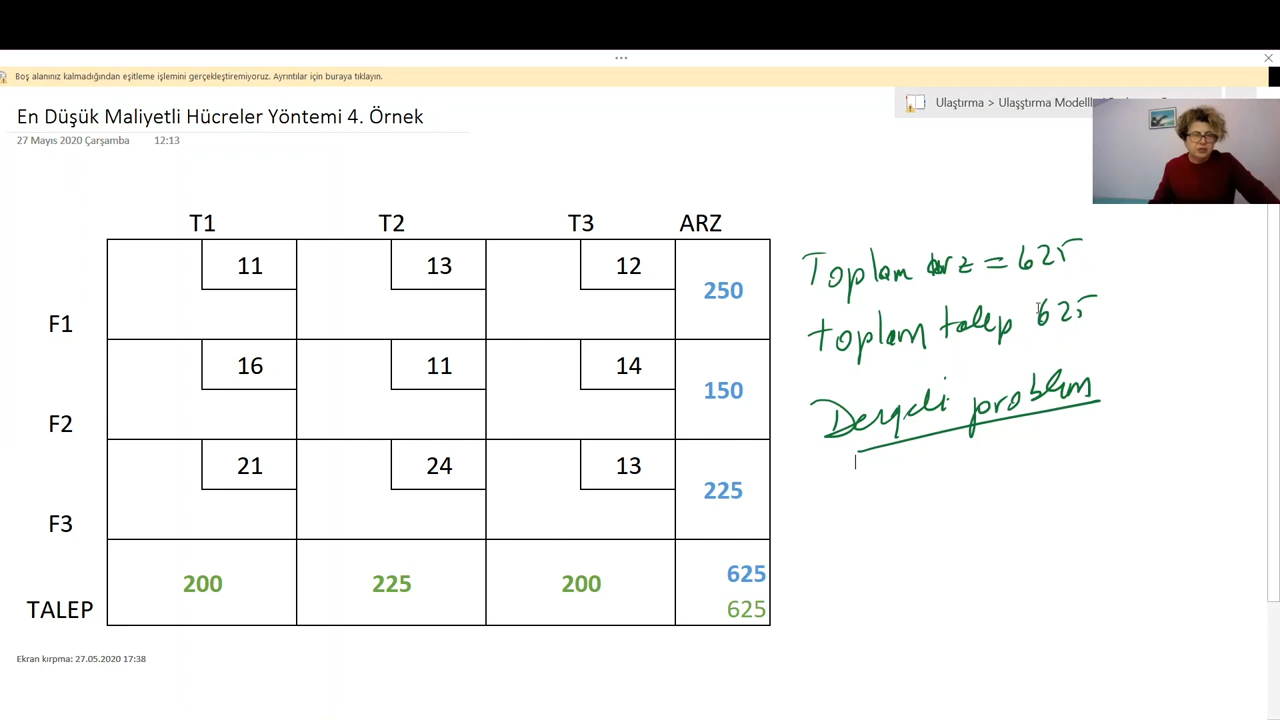 Boş alanınız kalmadığından eşitleme işlemini gerçekleştiremiyoruz. Ayrıntılar için buraya tıklayın.
Ulaştırma > Ulaşştırma Modelle
En Düşük Maliyetli Hücreler Yöntemi 4. Örnek
27 Mayıs 2020 Çarşamba 12:13
T1 T2 T3 ARZ
11 13 12
250
F1
16 11 14
150
F2
21 24 13
225
F3
200 225 200
625
625
TALEP
Toplam arz = 625
toplam talep 625
Dengeli problem
Ekran kırpma: 27.05.2020 17:38